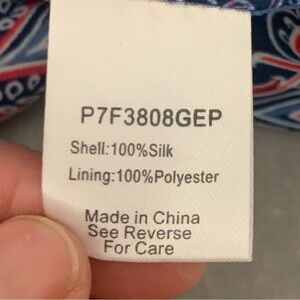 P7F3808GEP
Shell:100%Silk
Lining:100%Polyester
Made in China
See Reverse
For Care